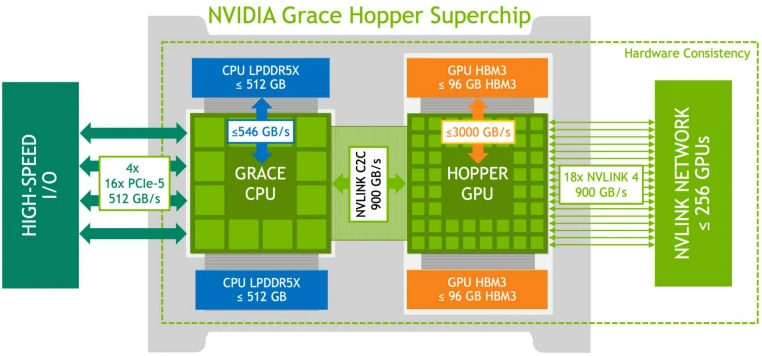 NVIDIA Grace Hopper Superchip
Hardware Consistency
CPU LPDDR5X
≤ 512 GB
GPU HBM3
≤ 96 GB HBM3
HIGH-SPEED
I/O
4x
16x PCIe-5
512 GB/s
≤546 GB/s
GRACE
CPU
NVLINK C2C
900 GB/s
≤3000 GB/s
HOPPER
GPU
18x NVLINK 4
900 GB/s
NVLINK NETWORK
≤ 256 GPUs
CPU LPDDR5X
≤ 512 GB
GPU HBM3
≤ 96 GB HBM3